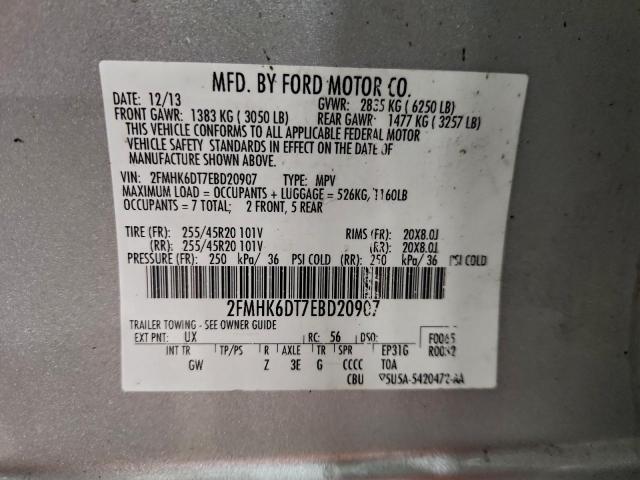 MFD. BY FORD MOTOR CO.
DATE: 12/13 GVWR: 2835 KG (6250 LB)
FRONT GAWR: 1383 KG (3050 LB) REAR GAWR: 1477 KG (3257 LB)
THIS VEHICLE CONFORMS TO ALL APPLICABLE FEDERAL MOTOR
VEHICLE SAFETY STANDARDS IN EFFECT ON THE DATE OF
MANUFACTURE SHOWN ABOVE.
VIN: 2FMHK6DT7EBD20907 TYPE: MPV
MAXIMUM LOAD = OCCUPANTS + LUGGAGE = 526KG, 1160LB
OCCUPANTS = 7 TOTAL; 2 FRONT, 5 REAR
TIRE (FR): 255/45R20 101V RIMS (FR): 20X8.0J
(RR): 255/45R20 101V (RR): 20X8.0J
PRESSURE (FR): 250 kPa/ 36 PSI COLD (RR): 250 kPa/ 36 PSI COLD
2FMHK6DT7EBD20907
TRAILER TOWING - SEE OWNER GUIDE
EXT PNT: UX RC: 56 DSO: F0065
R0082
INT TR TP/PS R AXLE TR SPR EP31G
GW Z 3E G CCCC T0A
CBU 5U5A-5420472-AA